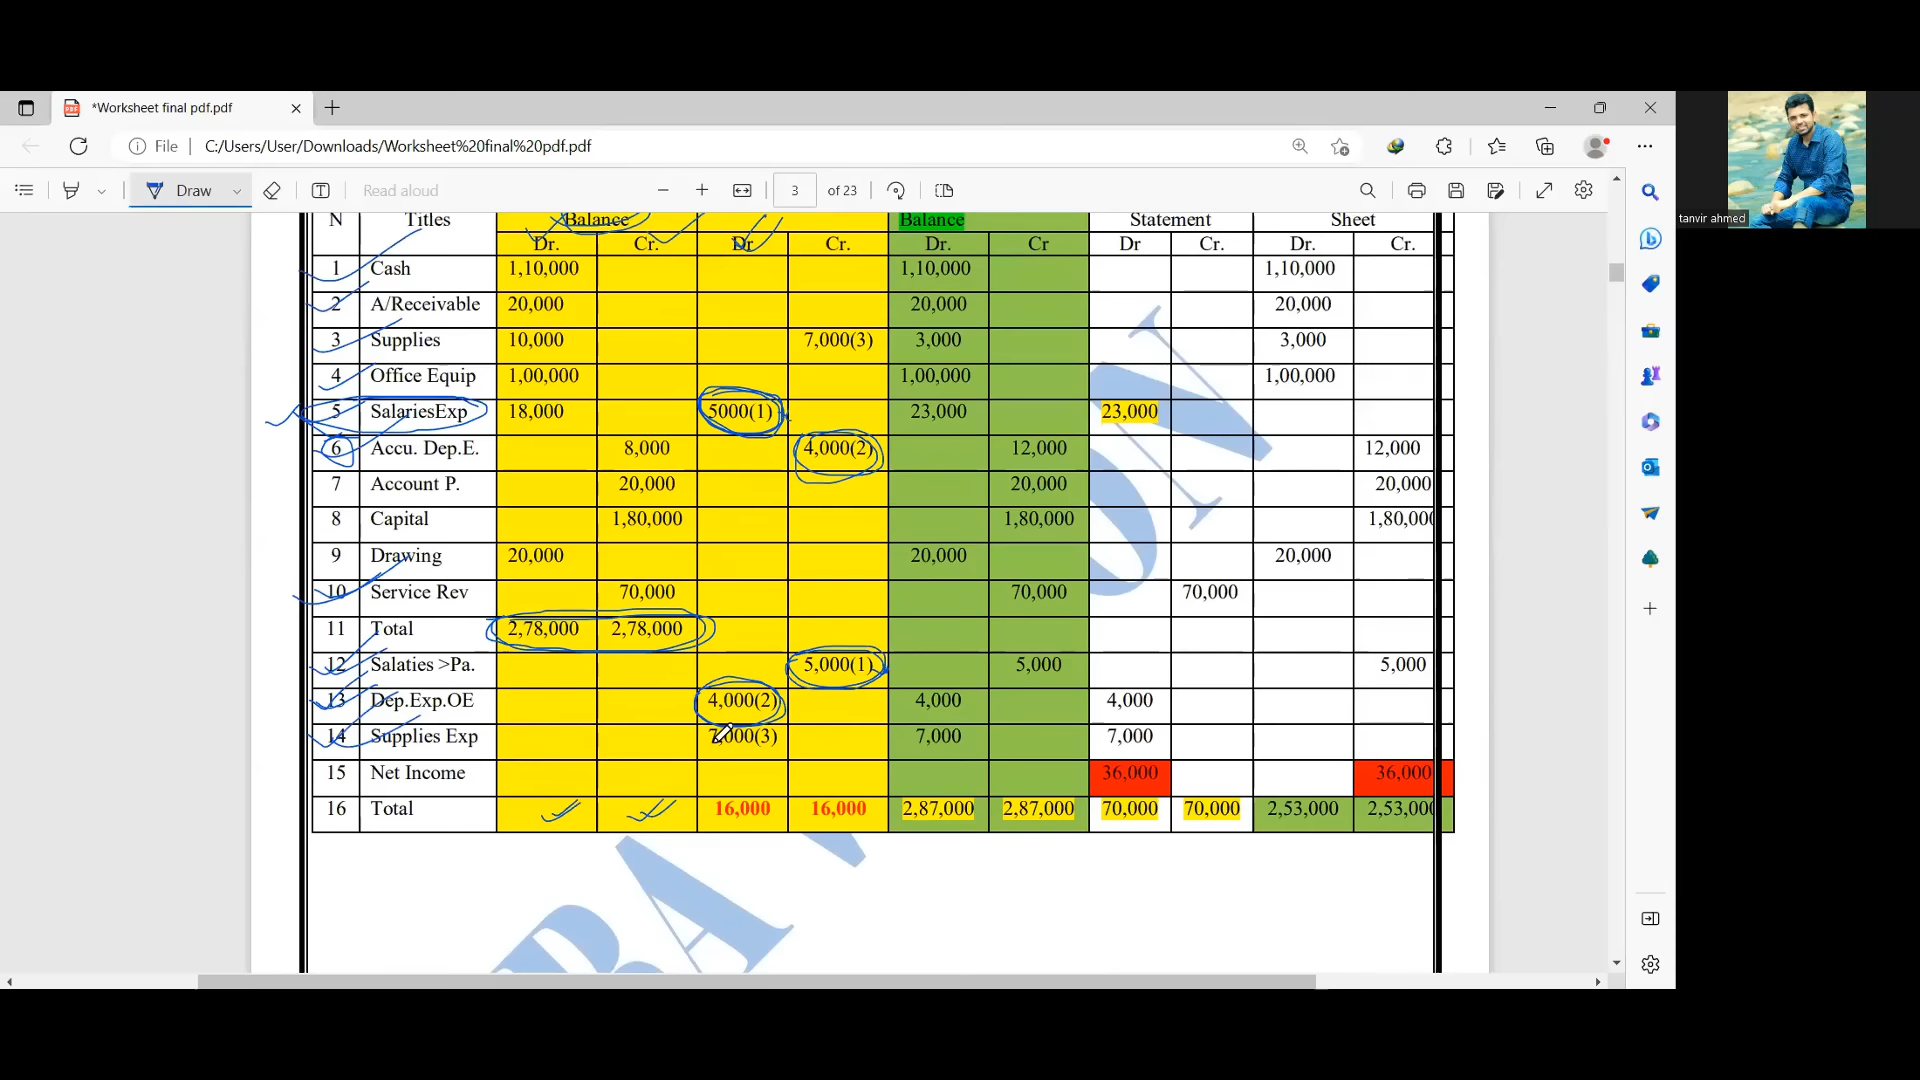 *Worksheet final pdf.pdf
File C:/Users/User/Downloads/Worksheet%20final%20pdf.pdf
Draw Read aloud 3 of 23
tanvir ahmed
N Titles Balance Balance Statement Sheet
Dr. Cr. Dr Cr. Dr. Cr Dr Cr. Dr. Cr.
1 Cash 1,10,000 1,10,000 1,10,000
2 A/Receivable 20,000 20,000 20,000
3 Supplies 10,000 7,000(3) 3,000 3,000
4 Office Equip 1,00,000 1,00,000 1,00,000
5 SalariesExp 18,000 5000(1) 23,000 23,000
6 Accu. Dep.E. 8,000 4,000(2) 12,000 12,000
7 Account P. 20,000 20,000 20,000
8 Capital 1,80,000 1,80,000 1,80,000
9 Drawing 20,000 20,000 20,000
10 Service Rev 70,000 70,000 70,000
11 Total 2,78,000 2,78,000
12 Salaties >Pa. 5,000(1) 5,000 5,000
13 Dep.Exp.OE 4,000(2) 4,000 4,000
14 Supplies Exp 7,000(3) 7,000 7,000
15 Net Income 36,000 36,000
16 Total 16,000 16,000 2,87,000 2,87,000 70,000 70,000 2,53,000 2,53,000